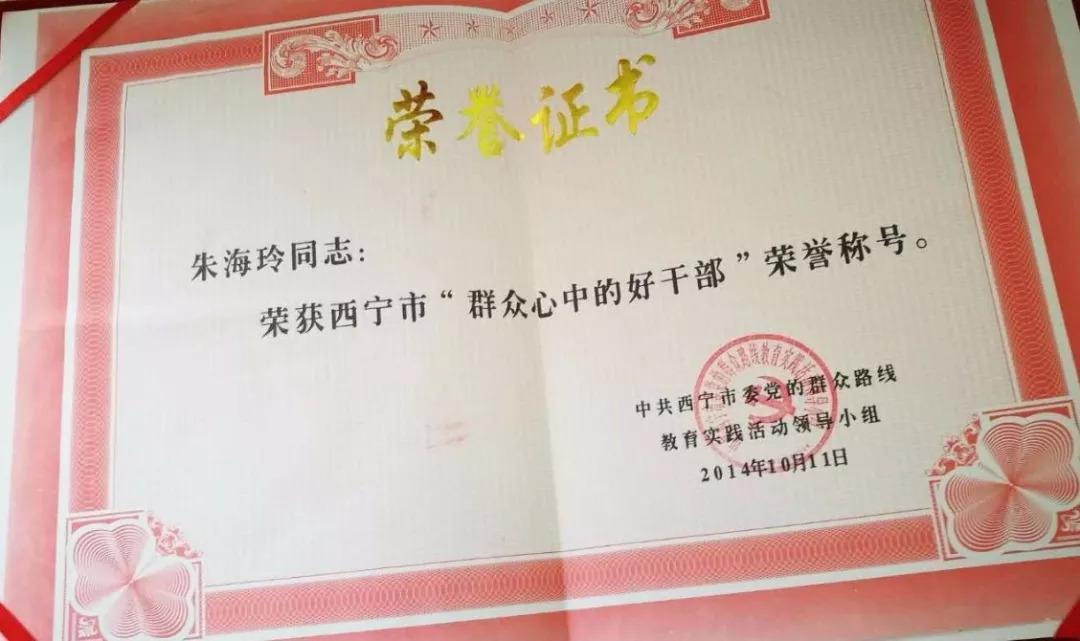 荣誉证书
朱海玲同志：
荣获西宁市“群众心中的好干部”荣誉称号。
中共西宁市委党的群众路线
教育实践活动领导小组
2014年10月11日